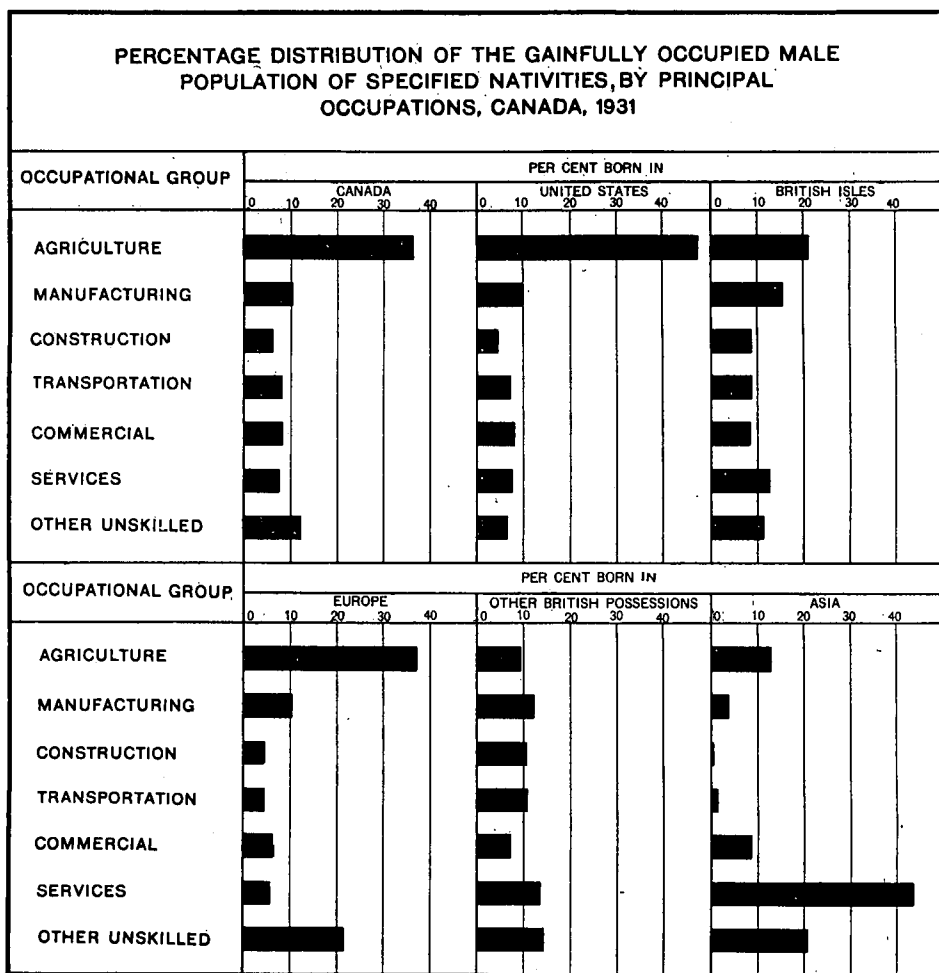 PERCENTAGE DISTRIBUTION OF THE GAINFULLY OCCUPIED MALE
POPULATION OF SPECIFIED NATIVITIES, BY PRINCIPAL
OCCUPATIONS, CANADA, 1931
OCCUPATIONAL GROUP
PER CENT BORN IN
CANADA UNITED STATES BRITISH ISLES
0 10 20 30 40 0 10 20 30 40 0 10 20 30 40
AGRICULTURE
MANUFACTURING
CONSTRUCTION
TRANSPORTATION
COMMERCIAL
SERVICES
OTHER UNSKILLED
OCCUPATIONAL GROUP
PER CENT BORN IN
EUROPE OTHER BRITISH POSSESSIONS ASIA
0 10 20 30 40 0 10 20 30 40 0 10 20 30 40
AGRICULTURE
MANUFACTURING
CONSTRUCTION
TRANSPORTATION
COMMERCIAL
SERVICES
OTHER UNSKILLED